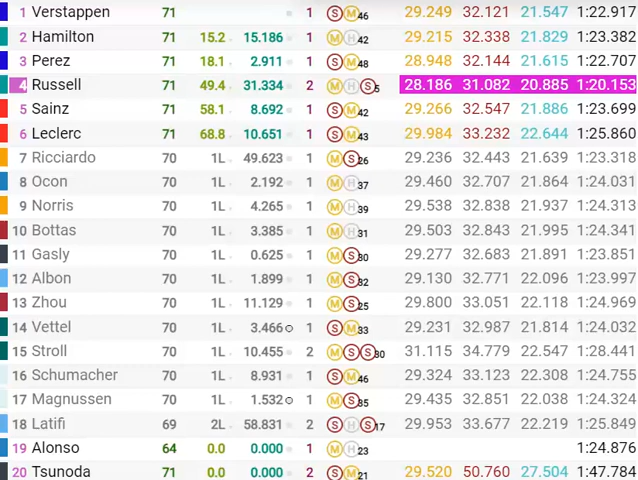 1 Verstappen 71 1 S M 46 29.249 32.121 21.547 1:22.917
2 Hamilton 71 15.2 15.186 1 M H 42 29.215 32.338 21.829 1:23.382
3 Perez 71 18.1 2.911 1 S M 48 28.948 32.144 21.615 1:22.707
4 Russell 71 49.4 31.334 2 M H S 5 28.186 31.082 20.885 1:20.153
5 Sainz 71 58.1 8.692 1 S M 42 29.266 32.547 21.886 1:23.699
6 Leclerc 71 68.8 10.651 1 S M 43 29.984 33.232 22.644 1:25.860
7 Ricciardo 70 1L 49.623 1 M S 26 29.236 32.443 21.639 1:23.318
8 Ocon 70 1L 2.192 1 M H 37 29.460 32.707 21.864 1:24.031
9 Norris 70 1L 4.265 1 M H 39 29.538 32.838 21.937 1:24.313
10 Bottas 70 1L 3.385 1 M H 31 29.503 32.843 21.995 1:24.341
11 Gasly 70 1L 0.625 1 M S 30 29.277 32.683 21.891 1:23.851
12 Albon 70 1L 1.899 1 M S 32 29.130 32.771 22.096 1:23.997
13 Zhou 70 1L 11.129 1 M S 25 29.800 33.051 22.118 1:24.969
14 Vettel 70 1L 3.466 1 S M 33 29.231 32.987 21.814 1:24.032
15 Stroll 70 1L 10.455 2 M S S 30 31.115 34.779 22.547 1:28.441
16 Schumacher 70 1L 8.931 1 S M 46 29.324 33.123 22.308 1:24.755
17 Magnussen 70 1L 1.532 1 M S 35 29.435 32.851 22.038 1:24.324
18 Latifi 69 2L 58.831 2 S H S 17 29.953 33.677 22.219 1:25.849
19 Alonso 64 0.0 0.000 1 M H 23 1:24.876
20 Tsunoda 71 0.0 0.000 2 S M 21 29.520 50.760 27.504 1:47.784